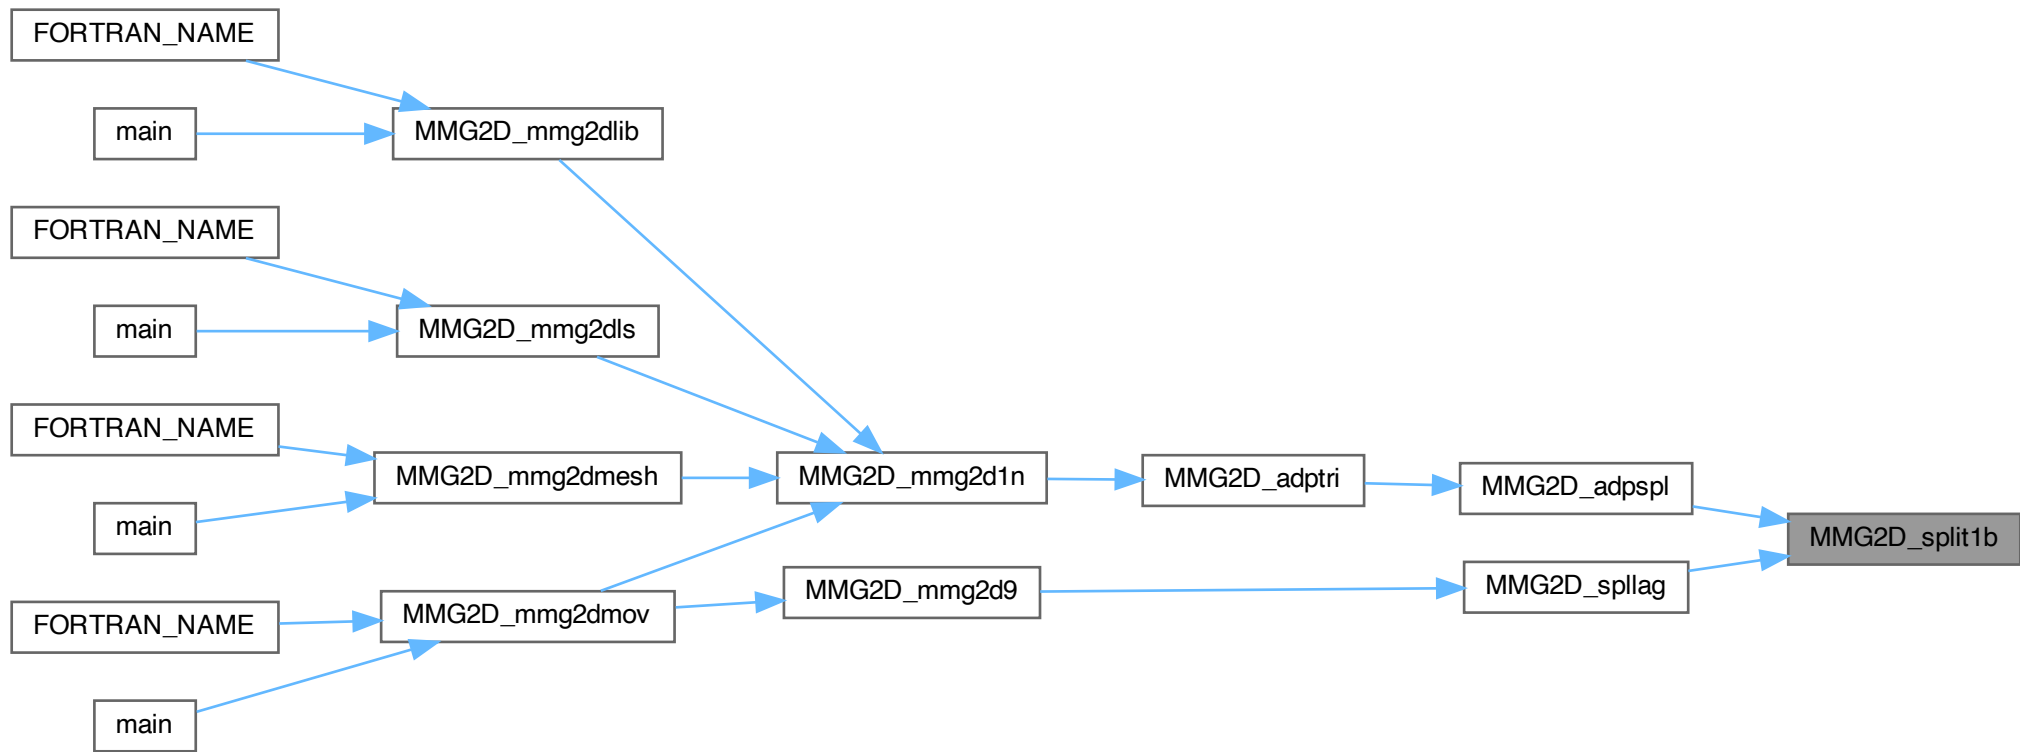 FORTRAN_NAME
main
MMG2D_mmg2dlib
FORTRAN_NAME
main
MMG2D_mmg2dls
FORTRAN_NAME
main
MMG2D_mmg2dmesh
MMG2D_mmg2d1n
MMG2D_adptri
MMG2D_adpspl
MMG2D_split1b
FORTRAN_NAME
main
MMG2D_mmg2dmov
MMG2D_mmg2d9
MMG2D_spllag